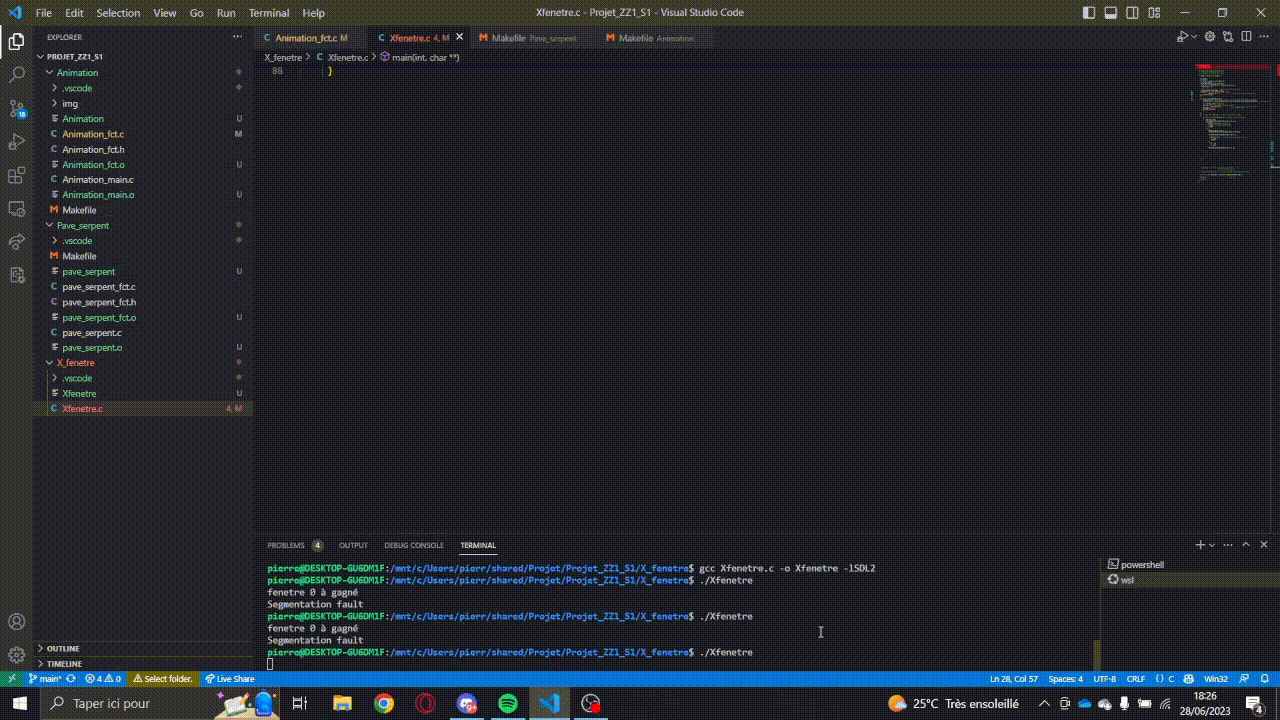 File Edit Selection View Go Run Terminal Help
Xfenetre.c - Projet_ZZ1_S1 - Visual Studio Code
EXPLORER
PROJET_ZZ1_S1
Animation
.vscode
img
Animation U
Animation_fct.c M
Animation_fct.h
Animation_fct.o U
Animation_main.c
Animation_main.o U
Makefile
Pave_serpent
.vscode
Makefile
pave_serpent U
pave_serpent_fct.c
pave_serpent_fct.h
pave_serpent_fct.o U
pave_serpent.c
pave_serpent.o U
X_fenetre
.vscode
Xfenetre U
Xfenetre.c 4, M
OUTLINE
TIMELINE
18
Animation_fct.c M Xfenetre.c 4, M Makefile Pave_serpent Makefile Animation
X_fenetre > C Xfenetre.c > main(int, char **)
88 }
PROBLEMS 4 OUTPUT DEBUG CONSOLE TERMINAL
pierre@DESKTOP-GU6DM1F:/mnt/c/Users/pierr/shared/Projet/Projet_ZZ1_S1/X_fenetre$ gcc Xfenetre.c -o Xfenetre -lSDL2
pierre@DESKTOP-GU6DM1F:/mnt/c/Users/pierr/shared/Projet/Projet_ZZ1_S1/X_fenetre$ ./Xfenetre
fenetre 0 à gagné
Segmentation fault
pierre@DESKTOP-GU6DM1F:/mnt/c/Users/pierr/shared/Projet/Projet_ZZ1_S1/X_fenetre$ ./Xfenetre
fenetre 0 à gagné
Segmentation fault
pierre@DESKTOP-GU6DM1F:/mnt/c/Users/pierr/shared/Projet/Projet_ZZ1_S1/X_fenetre$ ./Xfenetre
powershell
wsl
main* 4 0 Select folder. Live Share
Ln 28, Col 57 Spaces: 4 UTF-8 CRLF {} C Win32
Taper ici pour
25°C Très ensoleillé
18:26
28/06/2023
4